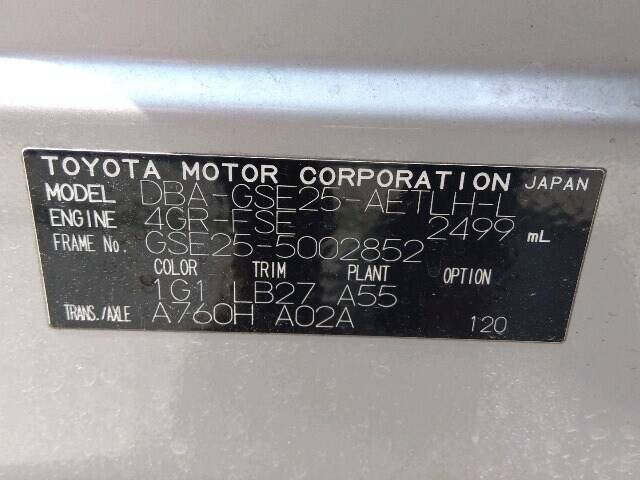 TOYOTA MOTOR CORPORATION JAPAN
MODEL DBA-GSE25-AETLH-L
ENGINE 4GR-FSE 2499 mL
FRAME No. GSE25-5002852
COLOR TRIM PLANT OPTION
1G1 LB27 A55
TRANS./AXLE A760H A02A 120